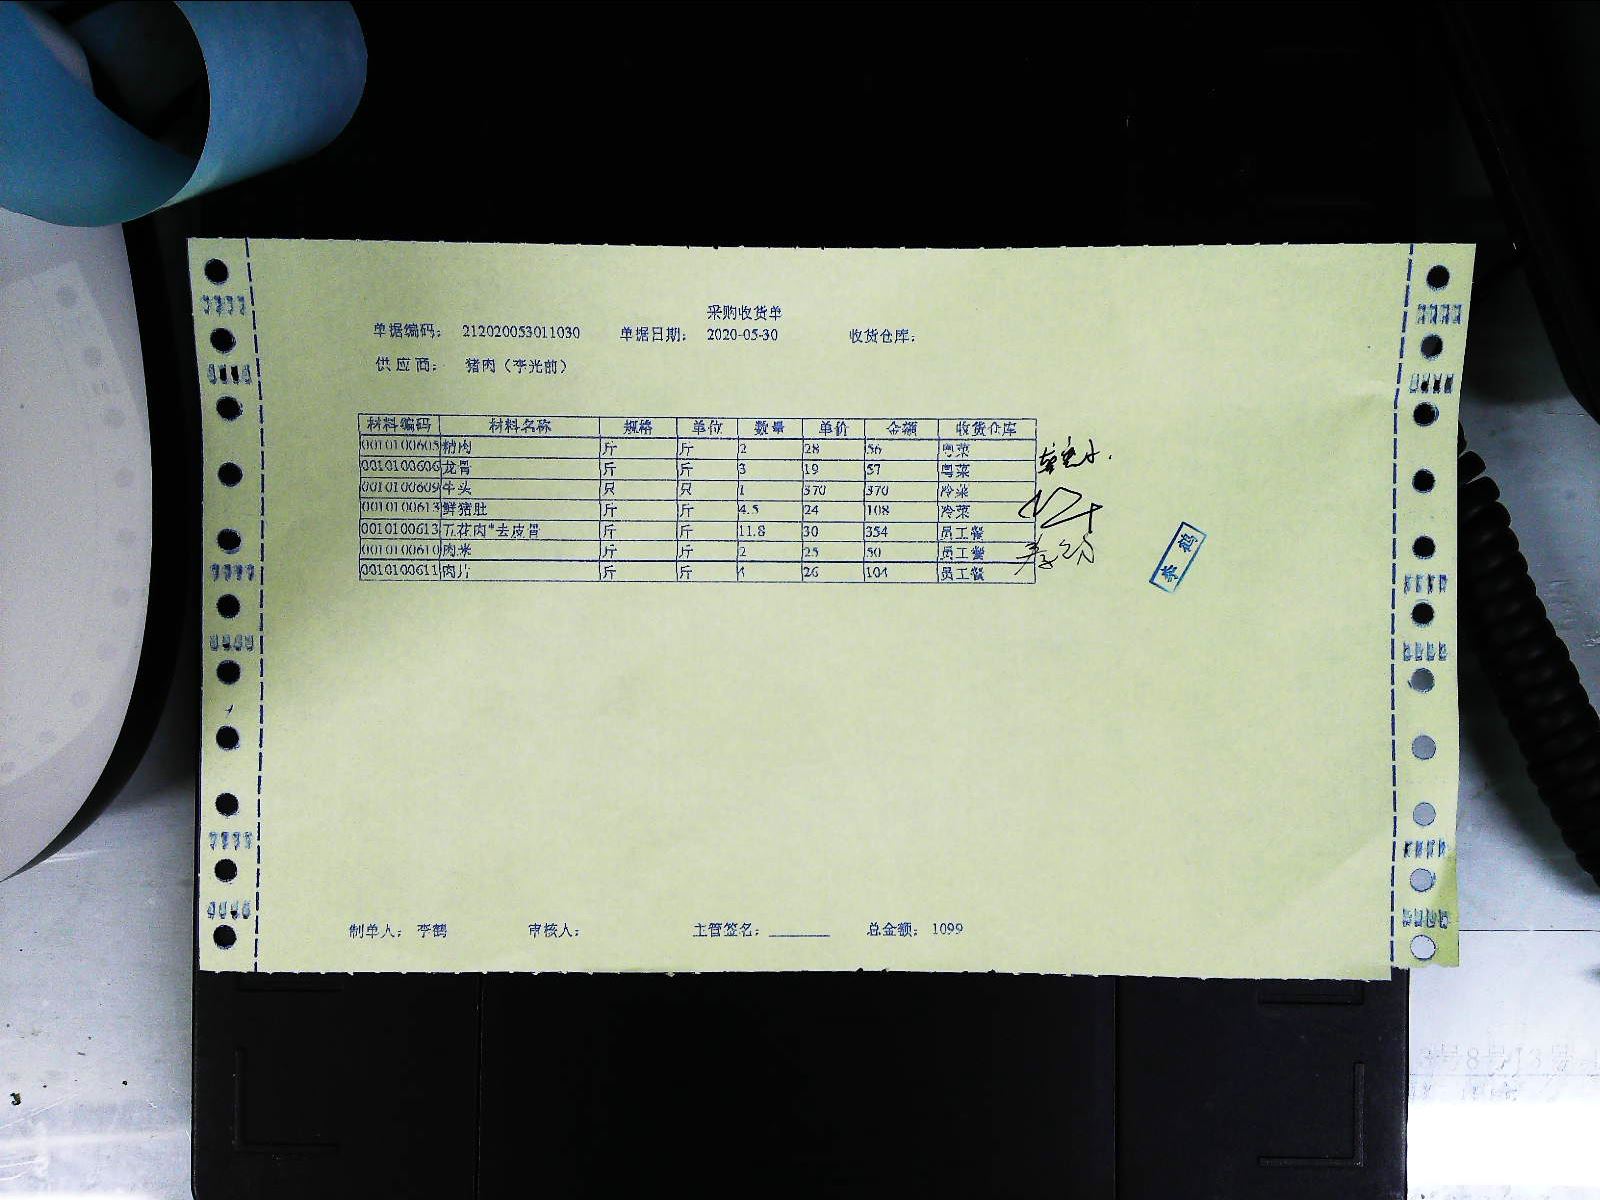 采购收货单
单据编码： 212020053011030 单据日期： 2020-05-30 收货仓库：
供应商： 猪肉（李光前）
材料编码 材料名称 规格 单位 数量 单价 金额 收货仓库
0010100605 精肉 斤 斤 2 28 56 粤菜
0010100606 龙骨 斤 斤 3 19 57 粤菜
0010100609 牛头 只 只 1 370 370 冷菜
0010100613 鲜猪肚 斤 斤 4.5 24 108 冷菜
0010100613 五花肉*去皮骨 斤 斤 11.8 30 354 员工餐
0010100610 肉米 斤 斤 2 25 50 员工餐
0010100611 肉片 斤 斤 4 26 104 员工餐
李鹤
制单人： 李鹤 审核人： 主管签名： 总金额： 1099